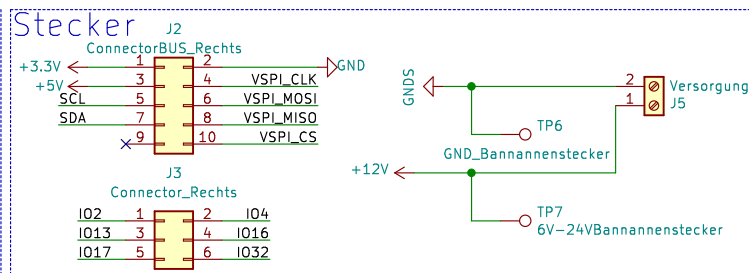 Stecker
J2
ConnectorBUS_Rechts
+3.3V 1 2 GND
+5V 3 4 VSPI_CLK
SCL 5 6 VSPI_MOSI
SDA 7 8 VSPI_MISO
9 10 VSPI_CS
J3
Connector_Rechts
IO2 1 2 IO4
IO13 3 4 IO16
IO17 5 6 IO32
GNDS
2 Versorgung
1 J5
TP6
GND_Bannannenstecker
+12V
TP7
6V-24VBannannenstecker